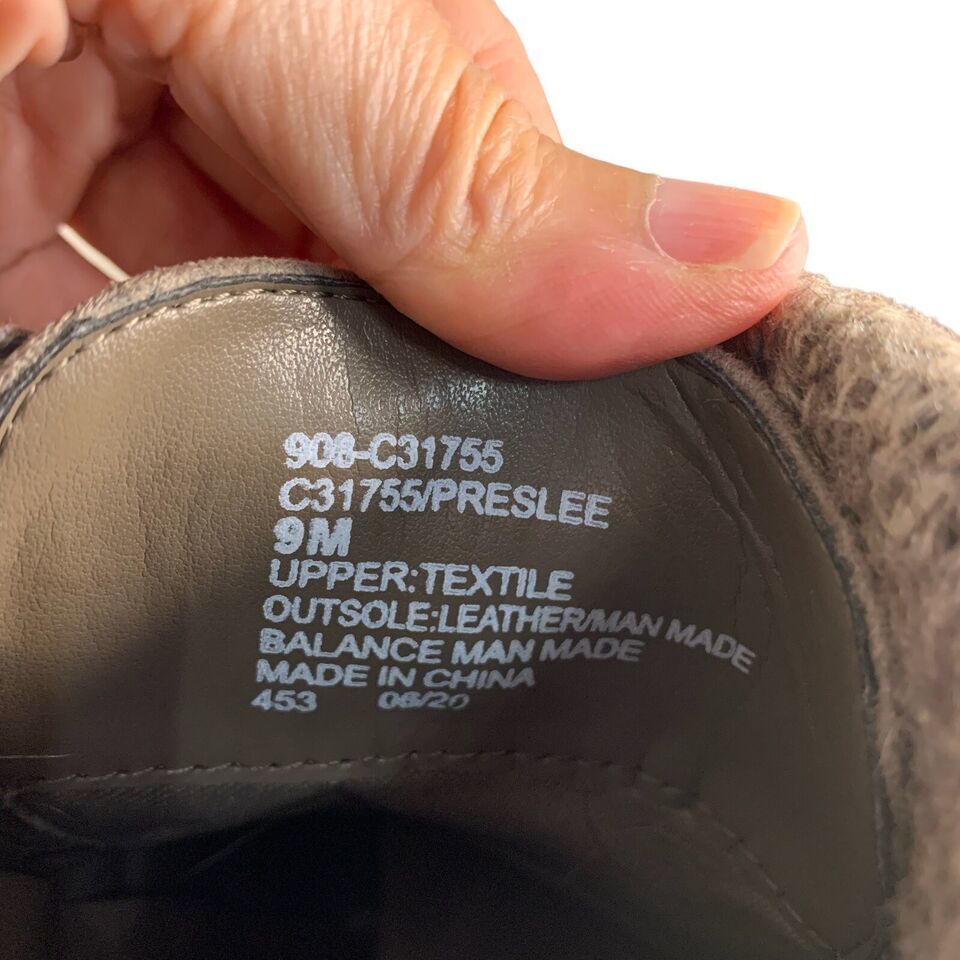 908-C31755
C31755/PRESLEE
9M
UPPER:TEXTILE
OUTSOLE:LEATHER/MAN MADE
BALANCE MAN MADE
MADE IN CHINA
453 08/20